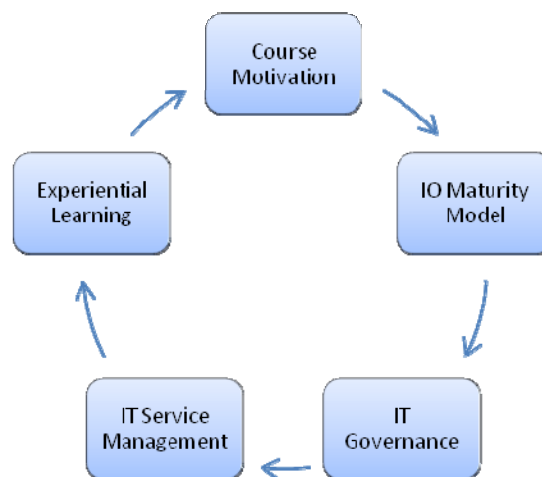 Course
Motivation
IO Maturity
Model
IT
Governance
IT Service
Management
Experiential
Learning